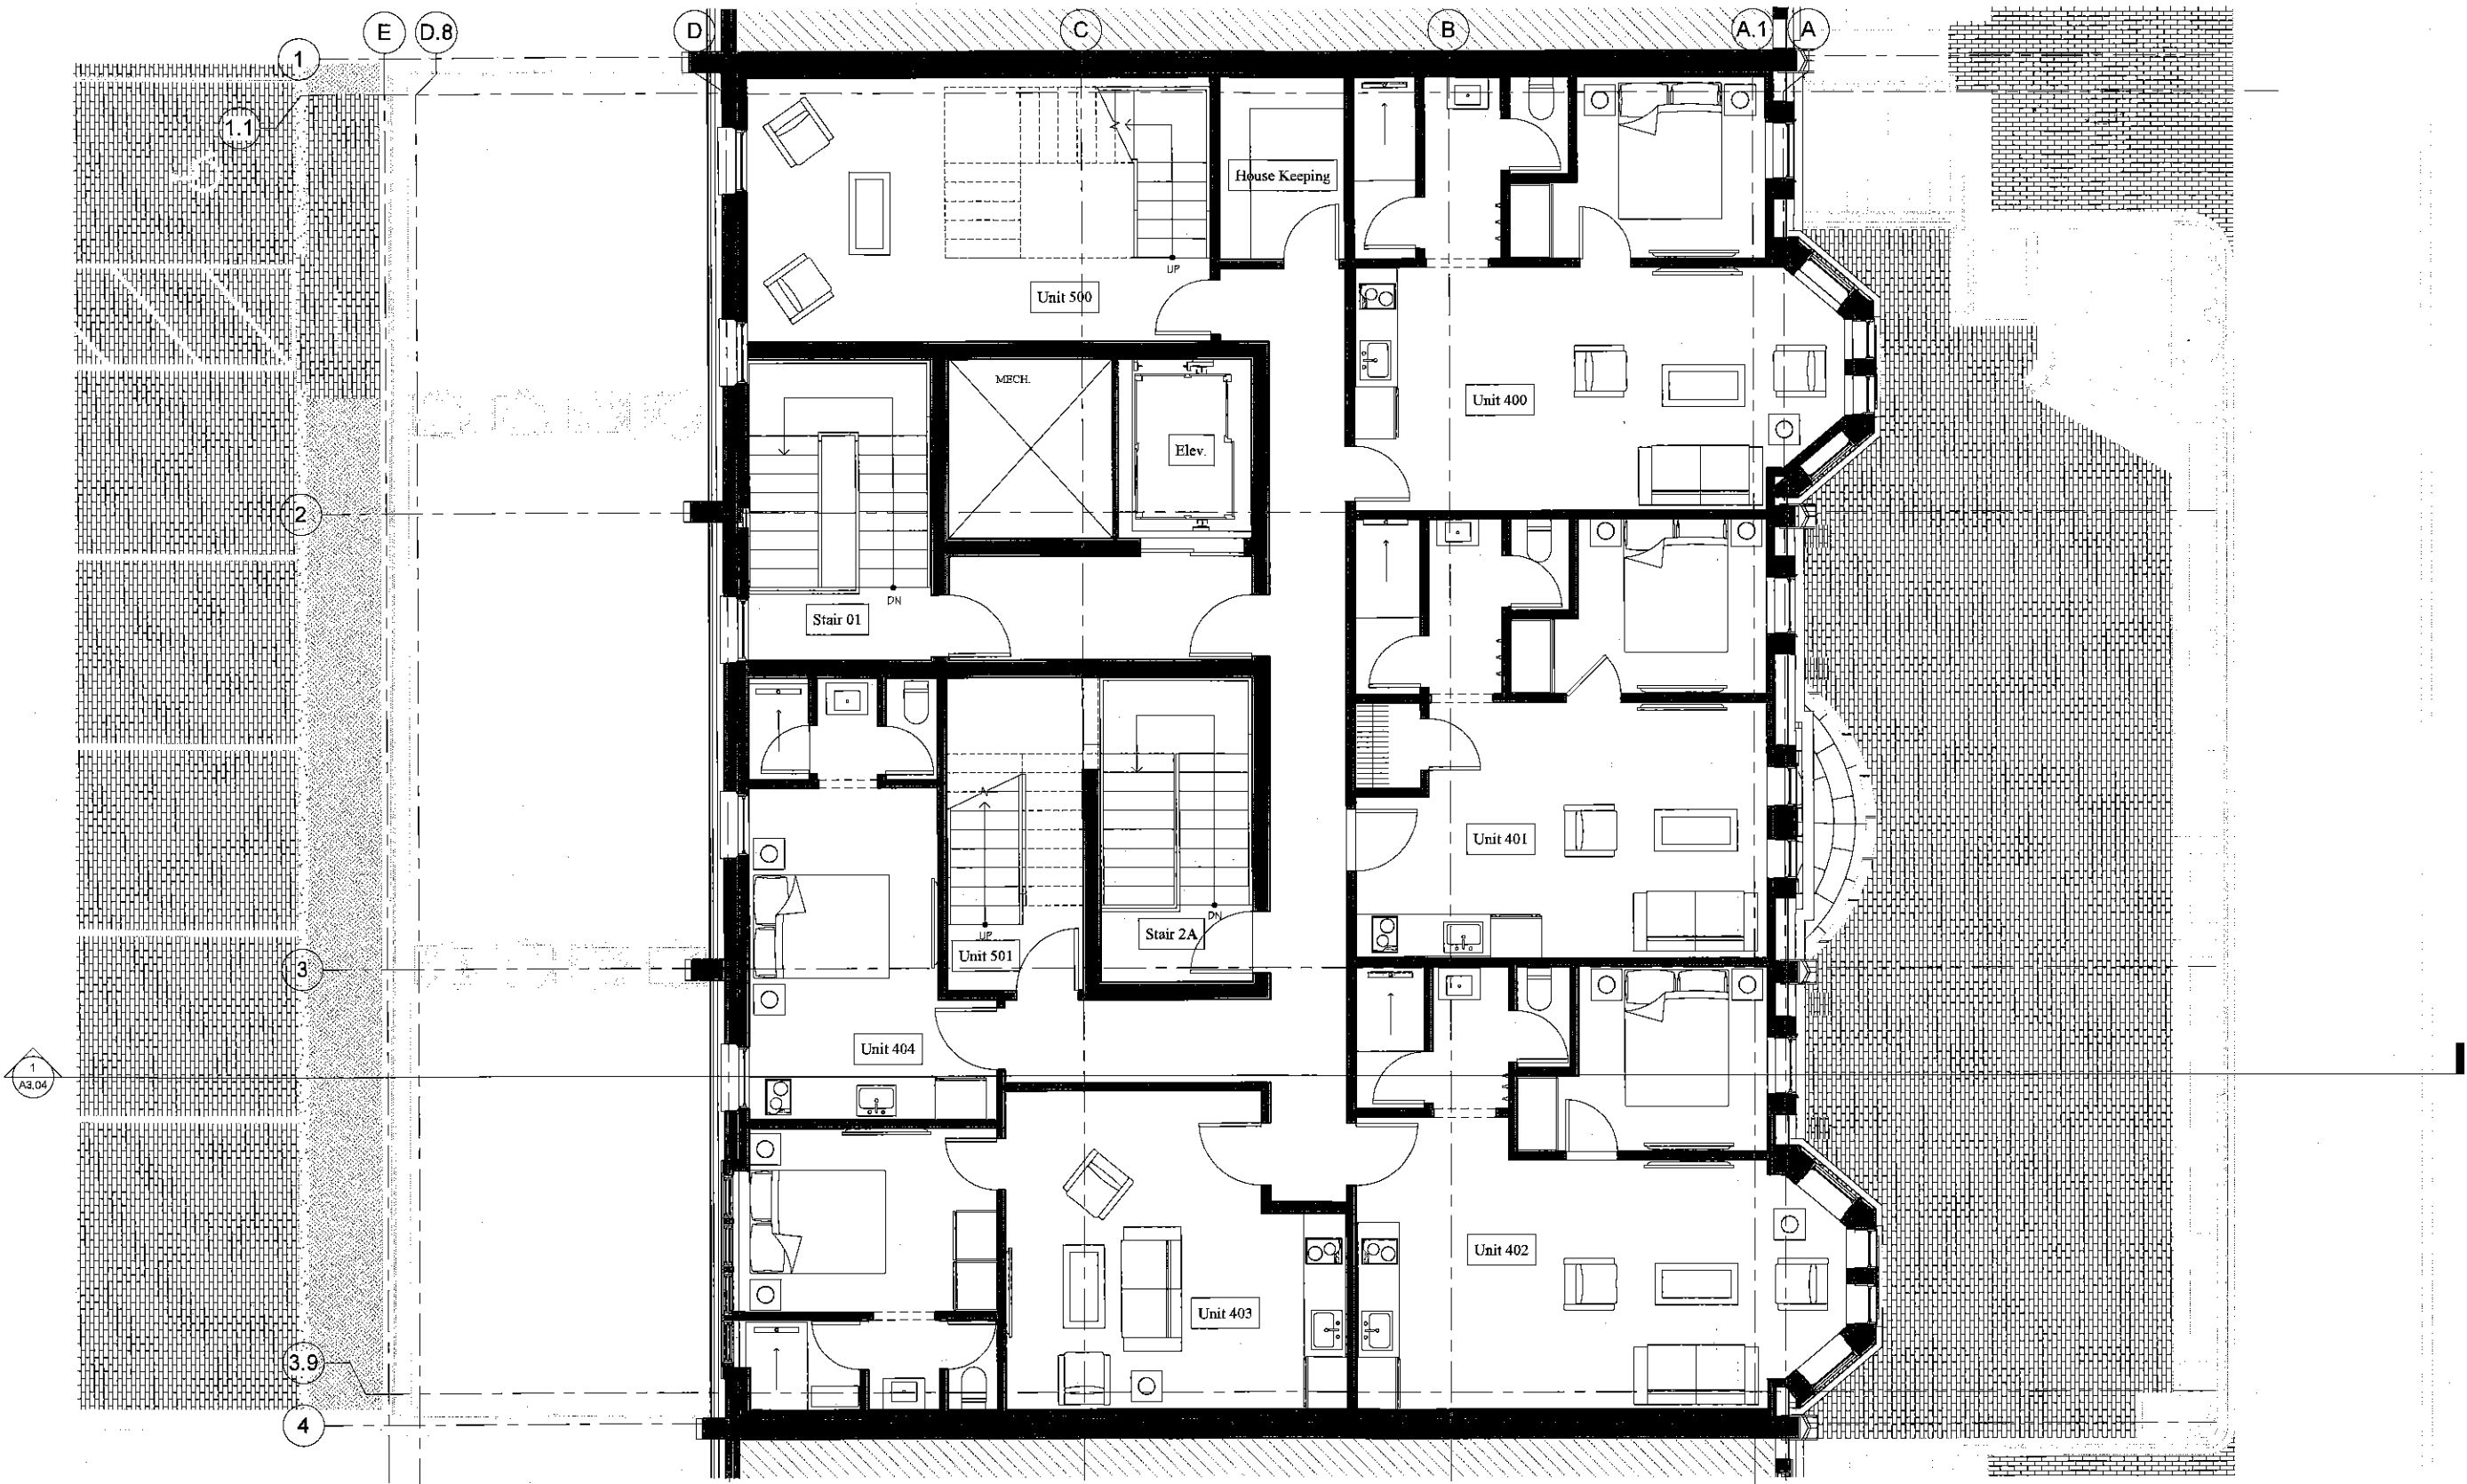 E
D.8
D
C
B
A.1
A
1
1.1
House Keeping
UP
Unit 500
MECH.
Elev.
Unit 400
2
DN
Stair 01
Unit 401
DN
UP
Stair 2A
Unit 501
3
Unit 404
1
A3.04
Unit 402
Unit 403
3.9
4